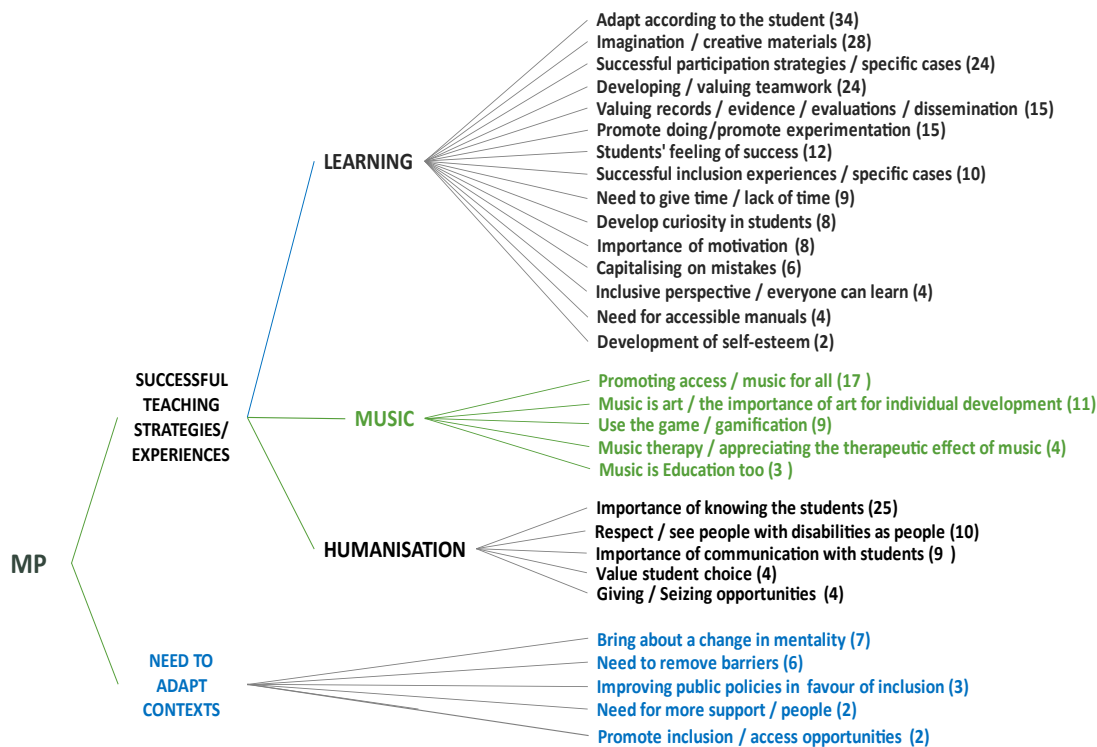 MP
SUCCESSFUL
TEACHING
STRATEGIES/
EXPERIENCES
LEARNING
Adapt according to the student (34)
Imagination / creative materials (28)
Successful participation strategies / specific cases (24)
Developing / valuing teamwork (24)
Valuing records / evidence / evaluations / dissemination (15)
Promote doing/promote experimentation (15)
Students' feeling of success (12)
Successful inclusion experiences / specific cases (10)
Need to give time / lack of time (9)
Develop curiosity in students (8)
Importance of motivation (8)
Capitalising on mistakes (6)
Inclusive perspective / everyone can learn (4)
Need for accessible manuals (4)
Development of self-esteem (2)
MUSIC
Promoting access / music for all (17 )
Music is art / the importance of art for individual development (11)
Use the game / gamification (9)
Music therapy / appreciating the therapeutic effect of music (4)
Music is Education too (3 )
HUMANISATION
Importance of knowing the students (25)
Respect / see people with disabilities as people (10)
Importance of communication with students (9 )
Value student choice (4)
Giving / Seizing opportunities (4)
NEED TO
ADAPT
CONTEXTS
Bring about a change in mentality (7)
Need to remove barriers (6)
Improving public policies in favour of inclusion (3)
Need for more support / people (2)
Promote inclusion / access opportunities (2)